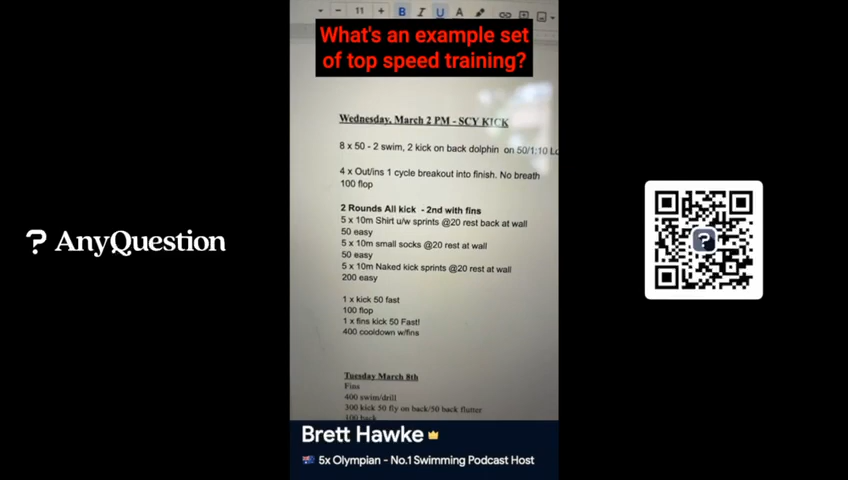 11
B I U A
What's an example set
of top speed training?
Wednesday, March 2 PM - SCY KICK
8 x 50 - 2 swim, 2 kick on back dolphin on 50/1:10 Lc
4 x Out/ins 1 cycle breakout into finish. No breath
100 flop
2 Rounds All kick - 2nd with fins
5 x 10m Shirt u/w sprints @20 rest back at wall
50 easy
5 x 10m small socks @20 rest at wall
50 easy
5 x 10m Naked kick sprints @20 rest at wall
200 easy
1 x kick 50 fast
100 flop
1 x fins kick 50 Fast!
400 cooldown w/fins
Tuesday March 8th
Fins
400 swim/drill
300 kick 50 fly on back/50 back flutter
100 back
? AnyQuestion
?
Brett Hawke
5x Olympian - No.1 Swimming Podcast Host